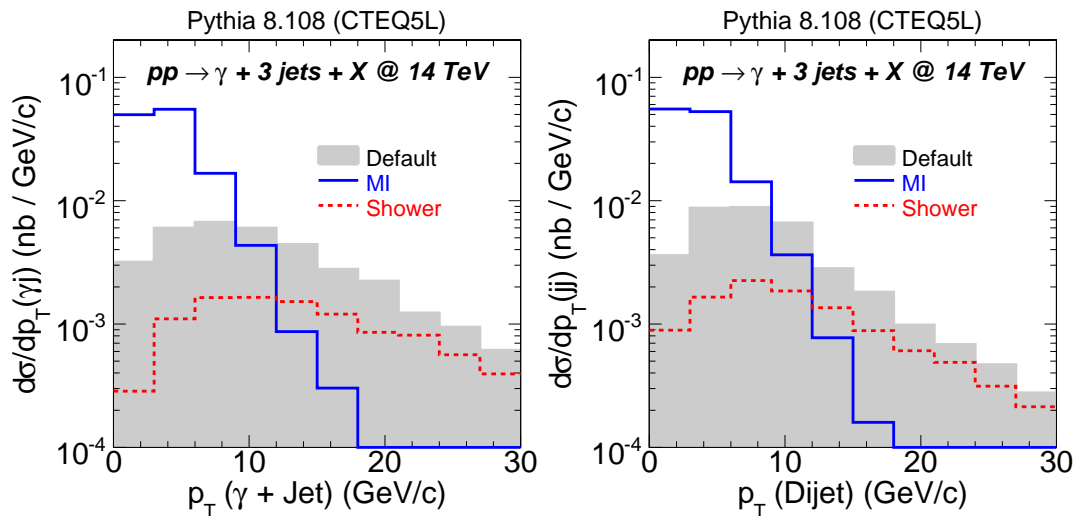 Pythia 8.108 (CTEQ5L)
pp → γ + 3 jets + X @ 14 TeV
Default
MI
Shower
dσ/dp_T(γj) (nb / GeV/c)
10^-1
10^-2
10^-3
10^-4
0 10 20 30
p_T (γ + Jet) (GeV/c)
Pythia 8.108 (CTEQ5L)
pp → γ + 3 jets + X @ 14 TeV
Default
MI
Shower
dσ/dp_T(jj) (nb / GeV/c)
10^-1
10^-2
10^-3
10^-4
0 10 20 30
p_T (Dijet) (GeV/c)